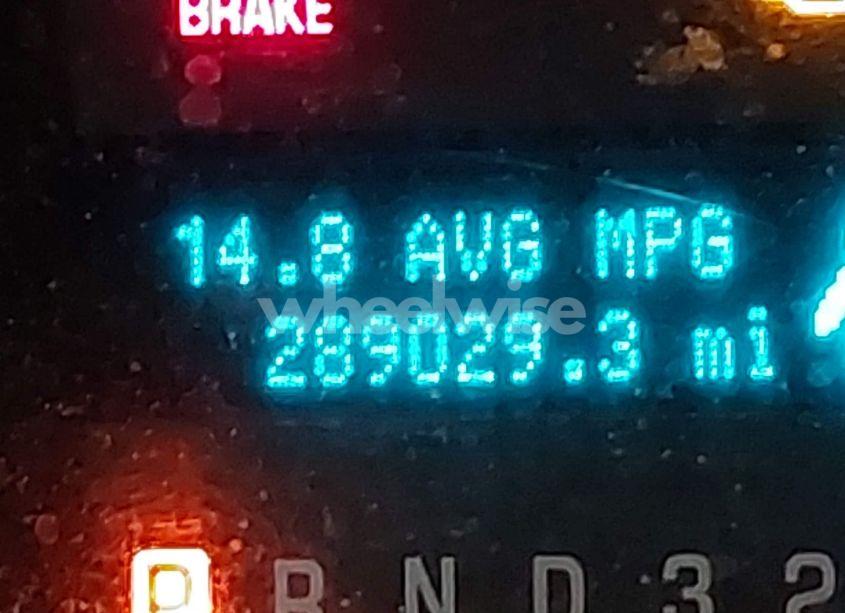 BRAKE
14.8 AVG MPG
wheelwise
289029.3 mi
P R N D 3 2